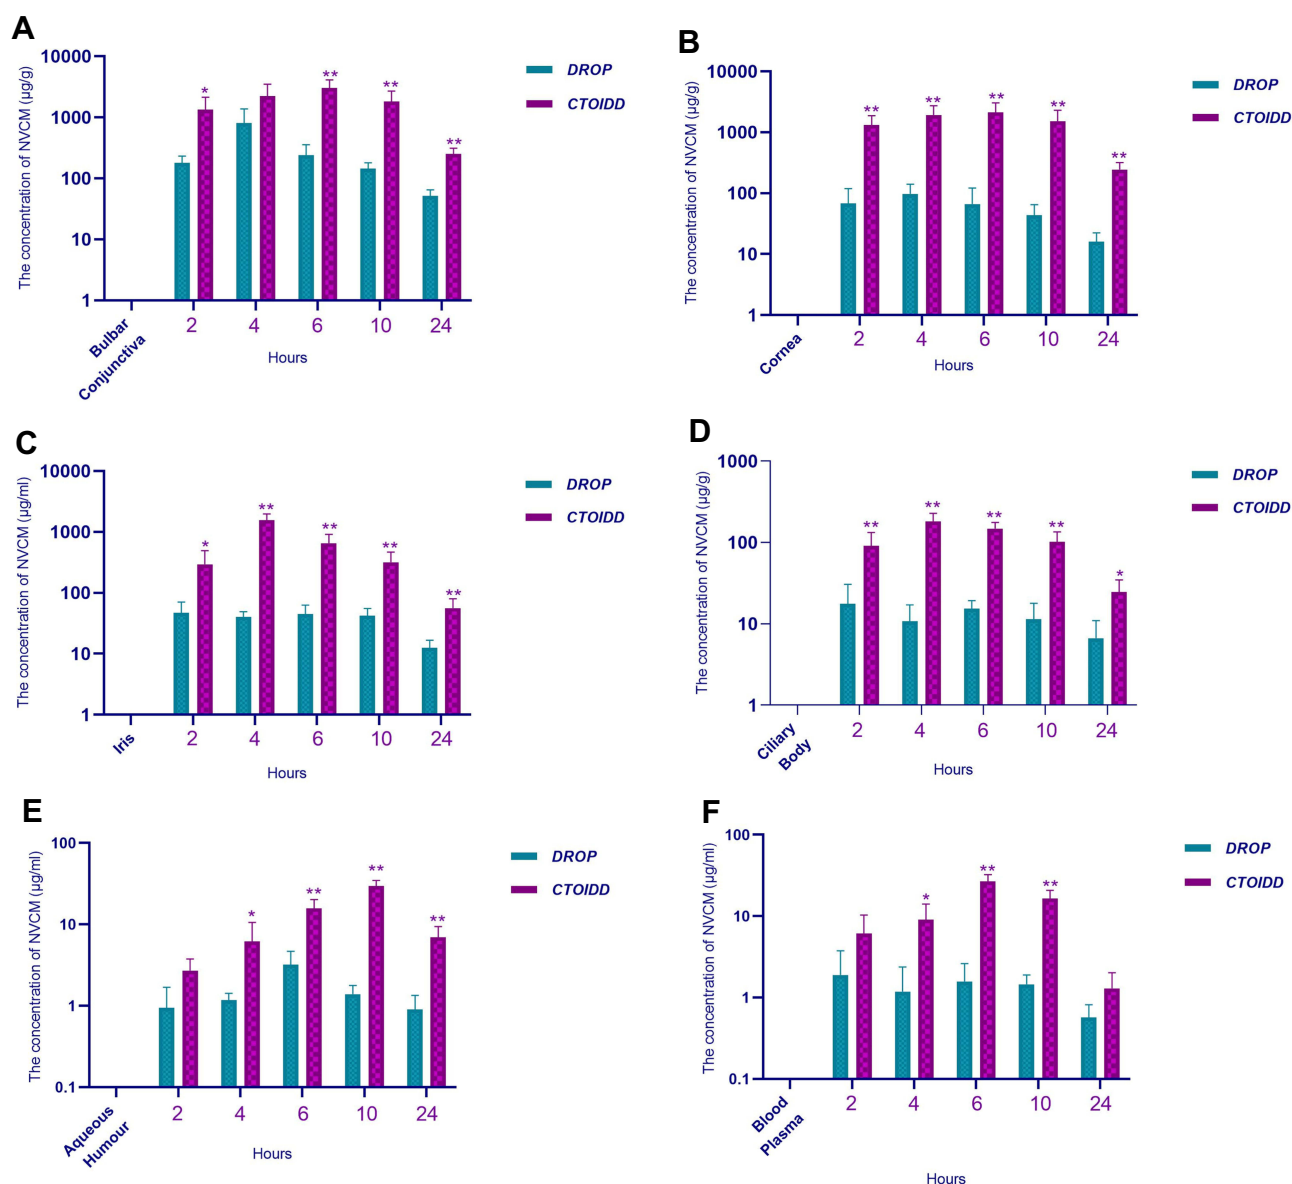 A
The concentration of NVCM (µg/g)
10000
1000
100
10
1
Bulbar
Conjunctiva
2 4 6 10 24
Hours
* ** ** **
DROP
CTOIDD
B
The concentration of NVCM (µg/g)
10000
1000
100
10
1
Cornea
2 4 6 10 24
Hours
** ** ** ** **
DROP
CTOIDD
C
The concentration of NVCM (µg/ml)
10000
1000
100
10
1
Iris
2 4 6 10 24
Hours
* ** ** ** **
DROP
CTOIDD
D
The concentration of NVCM (µg/g)
1000
100
10
1
Ciliary
Body
2 4 6 10 24
Hours
** ** ** ** *
DROP
CTOIDD
E
The concentration of NVCM (µg/ml)
100
10
1
0.1
Aqueous
Humour
2 4 6 10 24
Hours
* ** ** **
DROP
CTOIDD
F
The concentration of NVCM (µg/ml)
100
10
1
0.1
Blood
Plasma
2 4 6 10 24
Hours
* ** **
DROP
CTOIDD